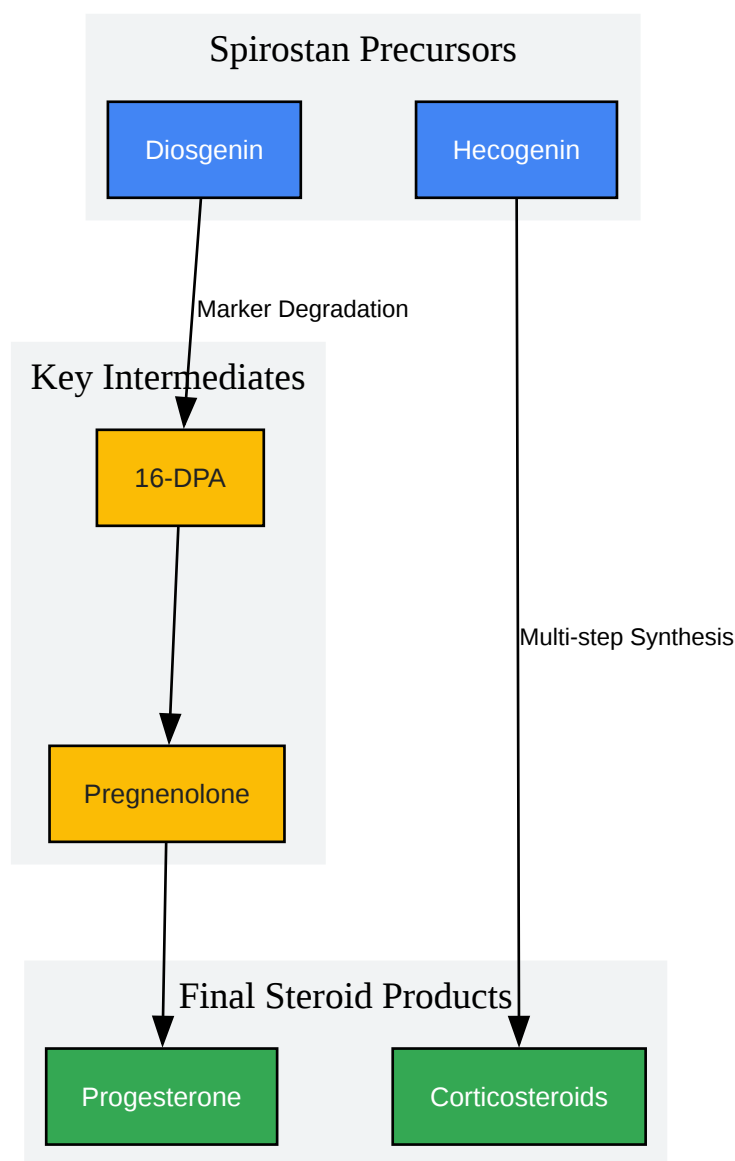 Spirostan Precursors
Diosgenin
Hecogenin
Marker Degradation
Key Intermediates
16-DPA
Multi-step Synthesis
Pregnenolone
Final Steroid Products
Progesterone
Corticosteroids